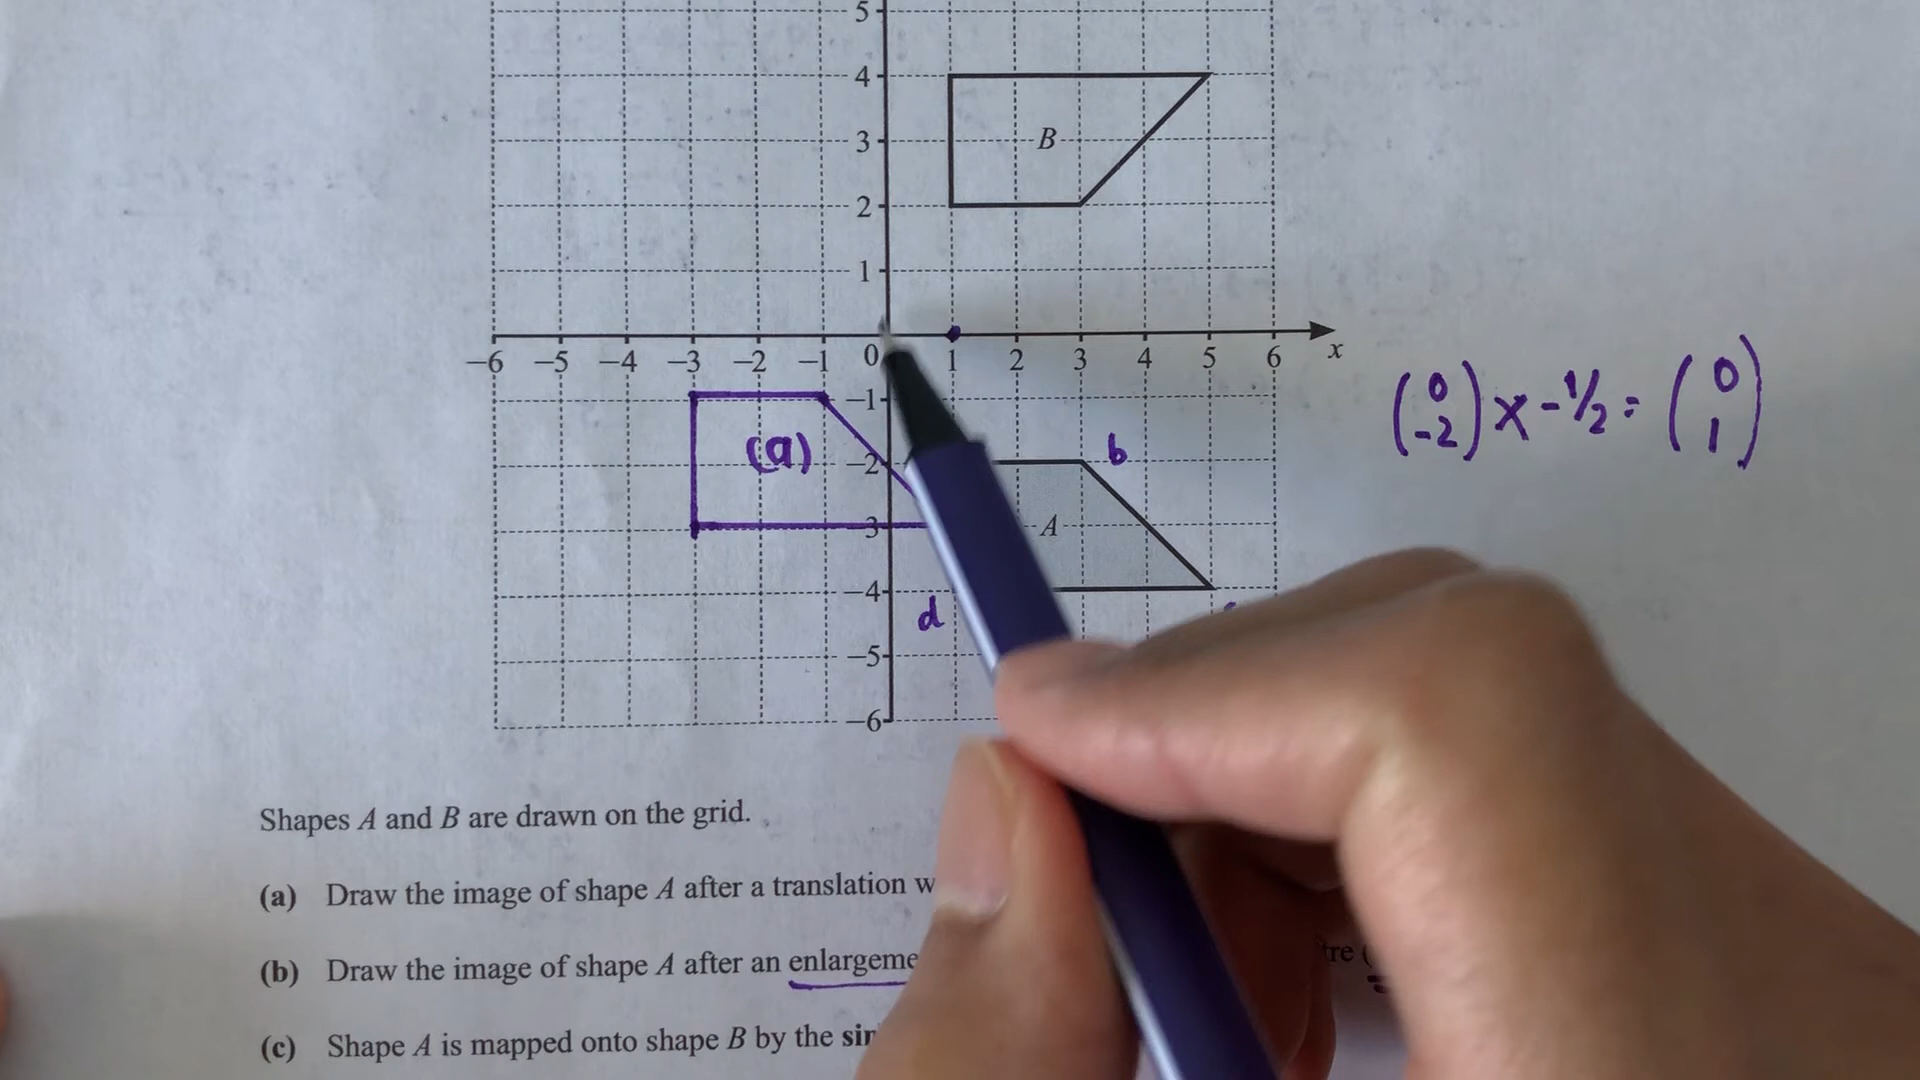 5
4
B
3
2
1
−6 −5 −4 −3 −2 −1 0 1 2 3 4 5 6 x
(0 -2) x -1/2 = (0 1)
−1
(a) −2 b
3 A
−4
d
−5
−6
Shapes A and B are drawn on the grid.
(a) Draw the image of shape A after a translation
(b) Draw the image of shape A after an
(c) Shape A is mapped onto shape B by the